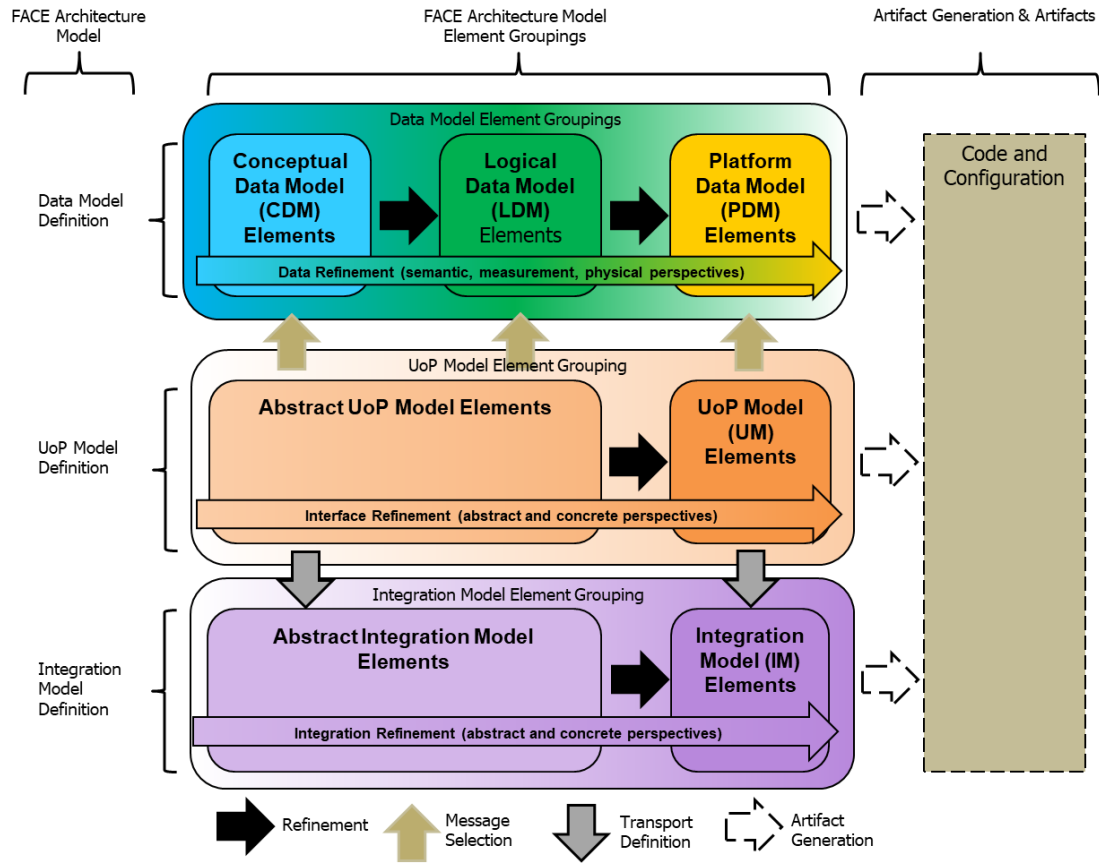 FACE Architecture
Model
FACE Architecture Model
Element Groupings
Artifact Generation & Artifacts
Data Model
Definition
Data Model Element Groupings
Conceptual
Data Model
(CDM)
Elements
Logical
Data Model
(LDM)
Elements
Platform
Data Model
(PDM)
Elements
Data Refinement (semantic, measurement, physical perspectives)
Code and
Configuration
UoP Model
Definition
UoP Model Element Grouping
Abstract UoP Model Elements
UoP Model
(UM)
Elements
Interface Refinement (abstract and concrete perspectives)
Integration
Model
Definition
Integration Model Element Grouping
Abstract Integration Model
Elements
Integration
Model (IM)
Elements
Integration Refinement (abstract and concrete perspectives)
Refinement
Message
Selection
Transport
Definition
Artifact
Generation